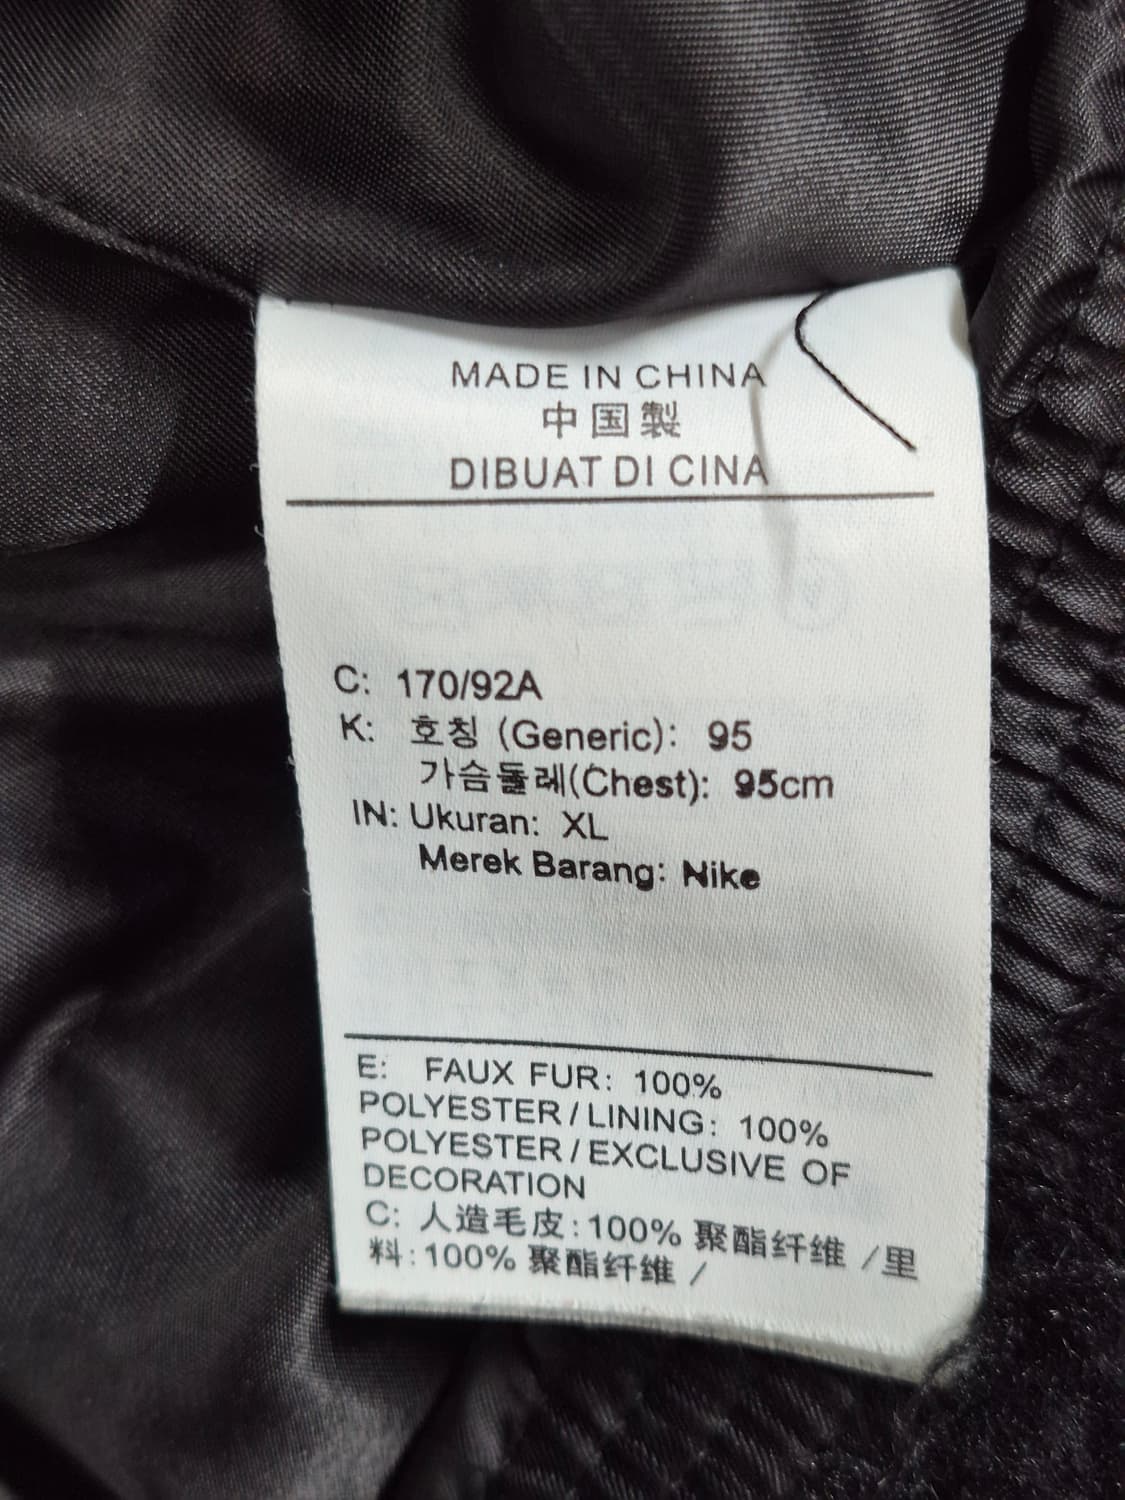 MADE IN CHINA
中国製
DIBUAT DI CINA
C: 170/92A
K: 호칭 (Generic): 95
가슴둘레(Chest): 95cm
IN: Ukuran: XL
Merek Barang: Nike
E: FAUX FUR: 100%
POLYESTER/LINING: 100%
POLYESTER/EXCLUSIVE OF
DECORATION
C: 人造毛皮:100% 聚酯纤维 /里
料:100% 聚酯纤维 /